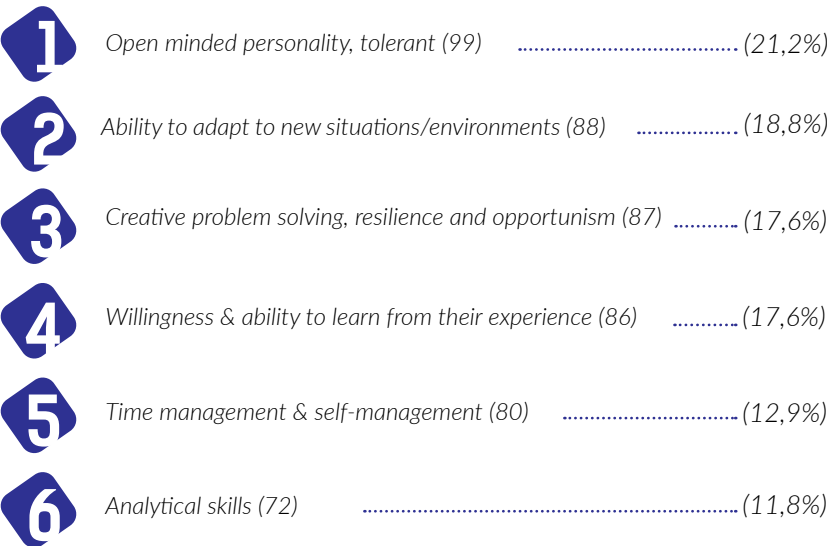 1 Open minded personality, tolerant (99) (21,2%)
2 Ability to adapt to new situations/environments (88) (18,8%)
3 Creative problem solving, resilience and opportunism (87) (17,6%)
4 Willingness & ability to learn from their experience (86) (17,6%)
5 Time management & self-management (80) (12,9%)
6 Analytical skills (72) (11,8%)